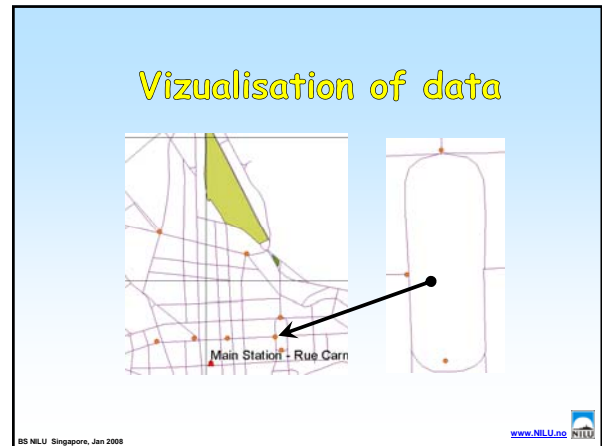 Vizualisation of data
Main Station - Rue Carn
BS NILU Singapore, Jan 2008
www.NILU.no
NILU